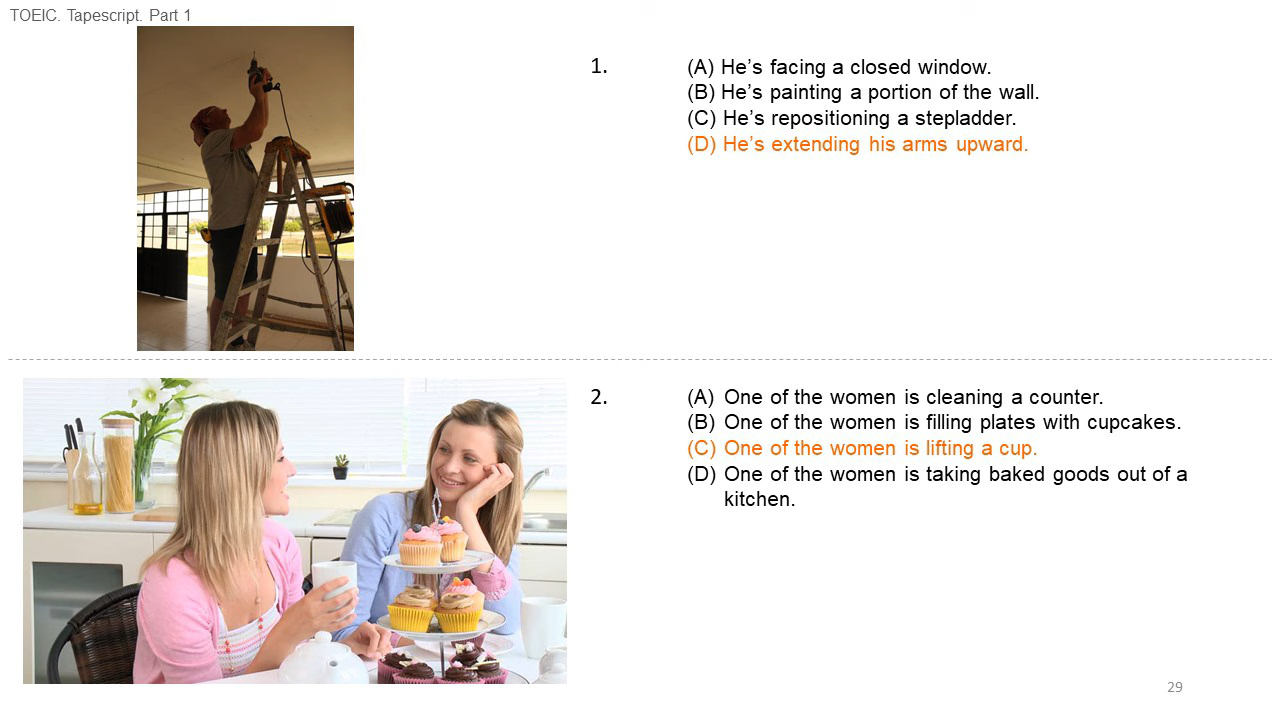 TOEIC. Tapescript. Part 1
1.
(A) He’s facing a closed window.
(B) He’s painting a portion of the wall.
(C) He’s repositioning a stepladder.
(D) He’s extending his arms upward.
2.
(A) One of the women is cleaning a counter.
(B) One of the women is filling plates with cupcakes.
(C) One of the women is lifting a cup.
(D) One of the women is taking baked goods out of a
kitchen.
29